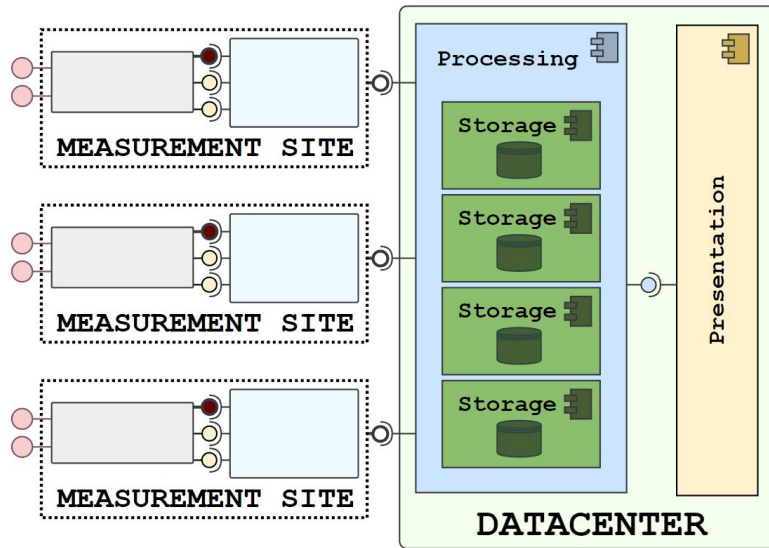 MEASUREMENT SITE
MEASUREMENT SITE
MEASUREMENT SITE
Processing
Storage
Storage
Storage
Storage
Presentation
DATACENTER